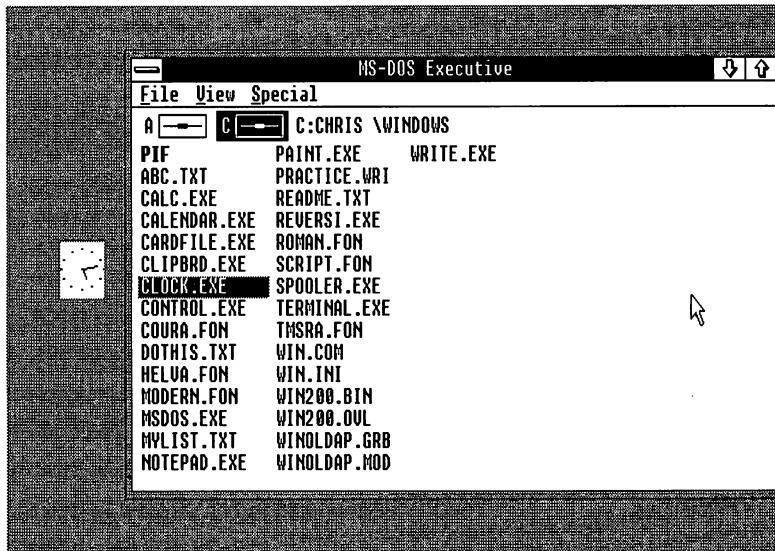 MS-DOS Executive
File View Special
A C C:CHRIS \WINDOWS
PIF PAINT.EXE WRITE.EXE
ABC.TXT PRACTICE.WRI
CALC.EXE README.TXT
CALENDAR.EXE REVERSI.EXE
CARDFILE.EXE ROMAN.FON
CLIPBRD.EXE SCRIPT.FON
CLOCK.EXE SPOOLER.EXE
CONTROL.EXE TERMINAL.EXE
COURA.FON TMSRA.FON
DOTHIS.TXT WIN.COM
HELVA.FON WIN.INI
MODERN.FON WIN200.BIN
MSDOS.EXE WIN200.OVL
MYLIST.TXT WINOLDAP.GRB
NOTEPAD.EXE WINOLDAP.MOD